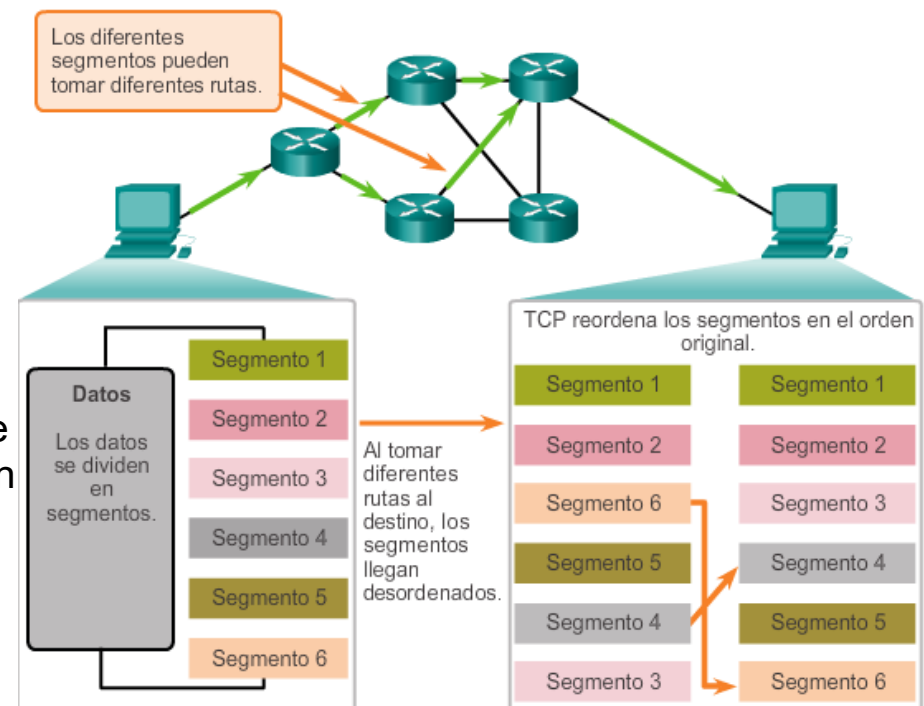 Los diferentes
segmentos pueden
tomar diferentes rutas.
Datos
Los datos
se dividen
en
segmentos.
Segmento 1
Segmento 2
Segmento 3
Segmento 4
Segmento 5
Segmento 6
Al tomar
diferentes
rutas al
destino, los
segmentos
llegan
desordenados.
TCP reordena los segmentos en el orden
original.
Segmento 1
Segmento 2
Segmento 6
Segmento 5
Segmento 4
Segmento 3
Segmento 1
Segmento 2
Segmento 3
Segmento 4
Segmento 5
Segmento 6